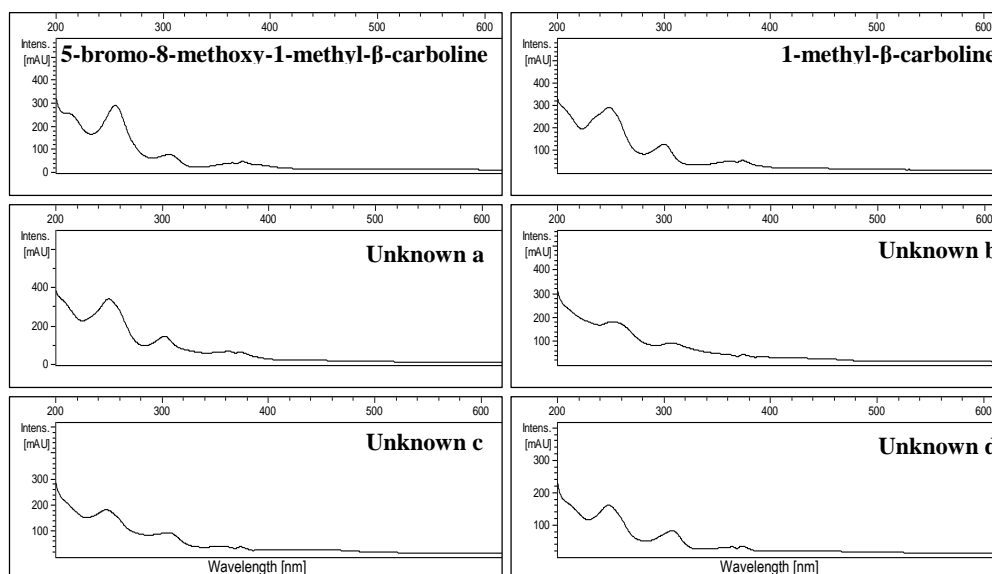 200 300 400 500 600
Intens.
[mAU]
5-bromo-8-methoxy-1-methyl-β-carboline
400
300
200
100
0
200 300 400 500 600
Intens.
[mAU]
1-methyl-β-carboline
400
300
200
100
200 300 400 500 600
Intens.
[mAU]
Unknown a
400
200
0
200 300 400 500 600
Intens.
[mAU]
Unknown b
400
300
200
100
200 300 400 500 600
Intens.
[mAU]
Unknown c
300
200
100
Wavelength [nm]
200 300 400 500 600
Intens.
[mAU]
Unknown d
300
200
100
Wavelength [nm]